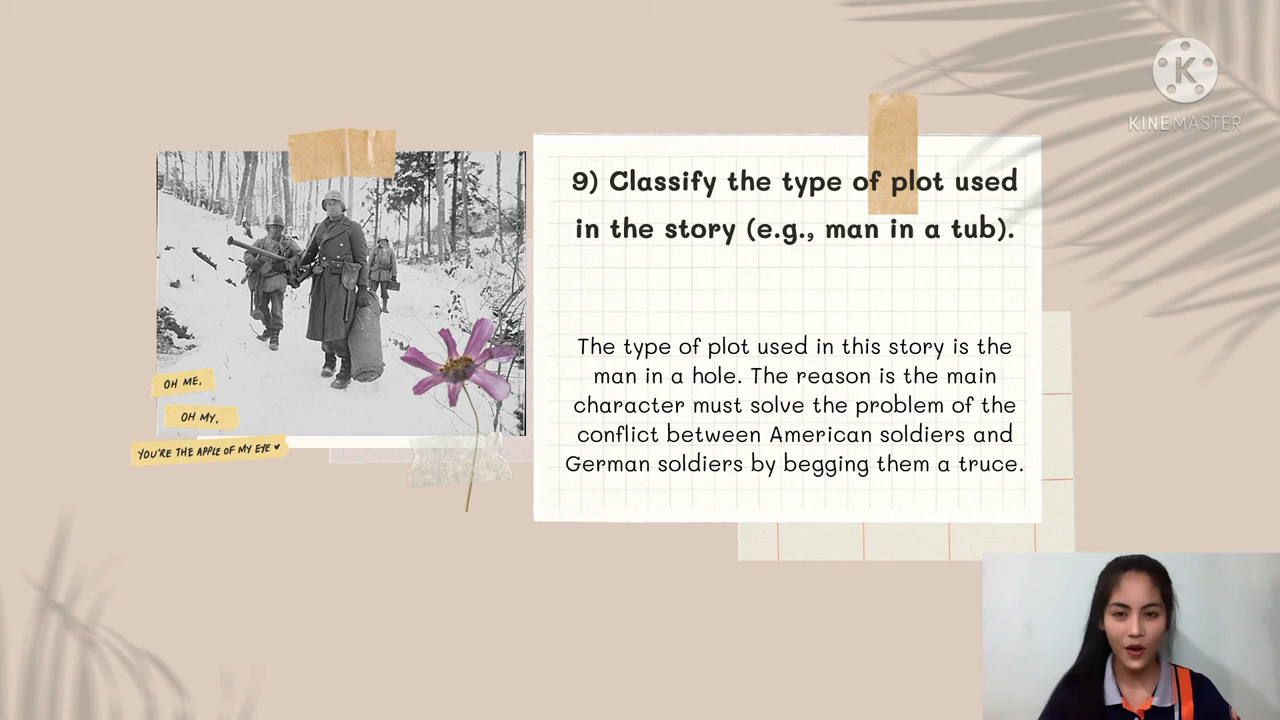 KINEMASTER
9) Classify the type of plot used
in the story (e.g., man in a tub).
The type of plot used in this story is the
man in a hole. The reason is the main
character must solve the problem of the
conflict between American soldiers and
German soldiers by begging them a truce.
OH ME,
OH MY,
YOU'RE THE APPLE OF MY EYE ♥